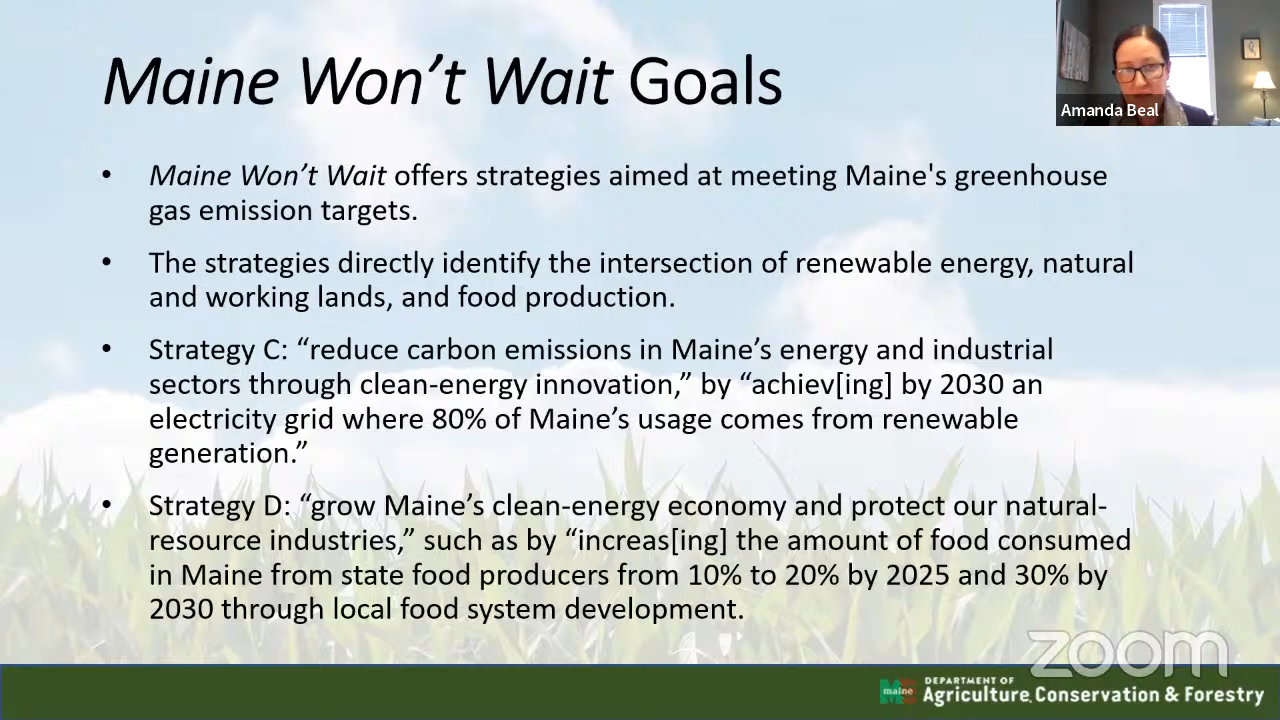 Maine Won't Wait Goals
Amanda Beal
• Maine Won’t Wait offers strategies aimed at meeting Maine's greenhouse
gas emission targets.
• The strategies directly identify the intersection of renewable energy, natural
and working lands, and food production.
• Strategy C: “reduce carbon emissions in Maine’s energy and industrial
sectors through clean-energy innovation,” by “achiev[ing] by 2030 an
electricity grid where 80% of Maine’s usage comes from renewable
generation.”
• Strategy D: “grow Maine’s clean-energy economy and protect our natural-
resource industries,” such as by “increas[ing] the amount of food consumed
in Maine from state food producers from 10% to 20% by 2025 and 30% by
2030 through local food system development.
zoom
maine
DEPARTMENT OF
Agriculture, Conservation & Forestry